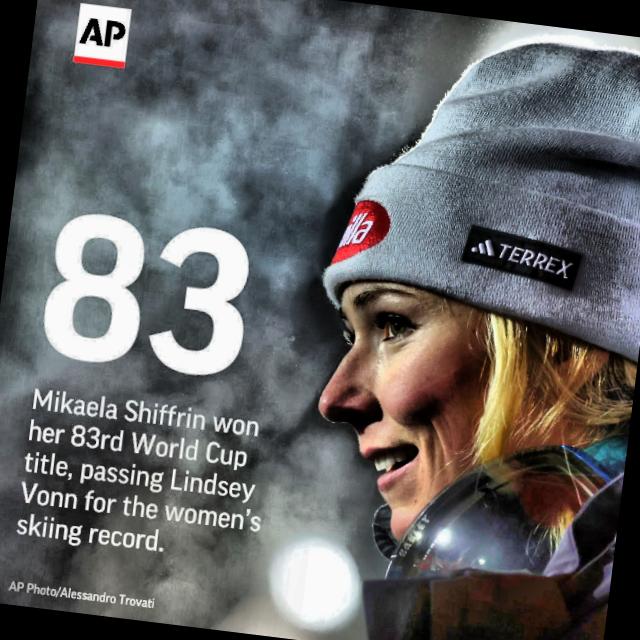 AP
83
Mikaela Shiffrin won
her 83rd World Cup
title, passing Lindsey
Vonn for the women's
skiing record.
AP Photo/Alessandro Trovati
TERREX